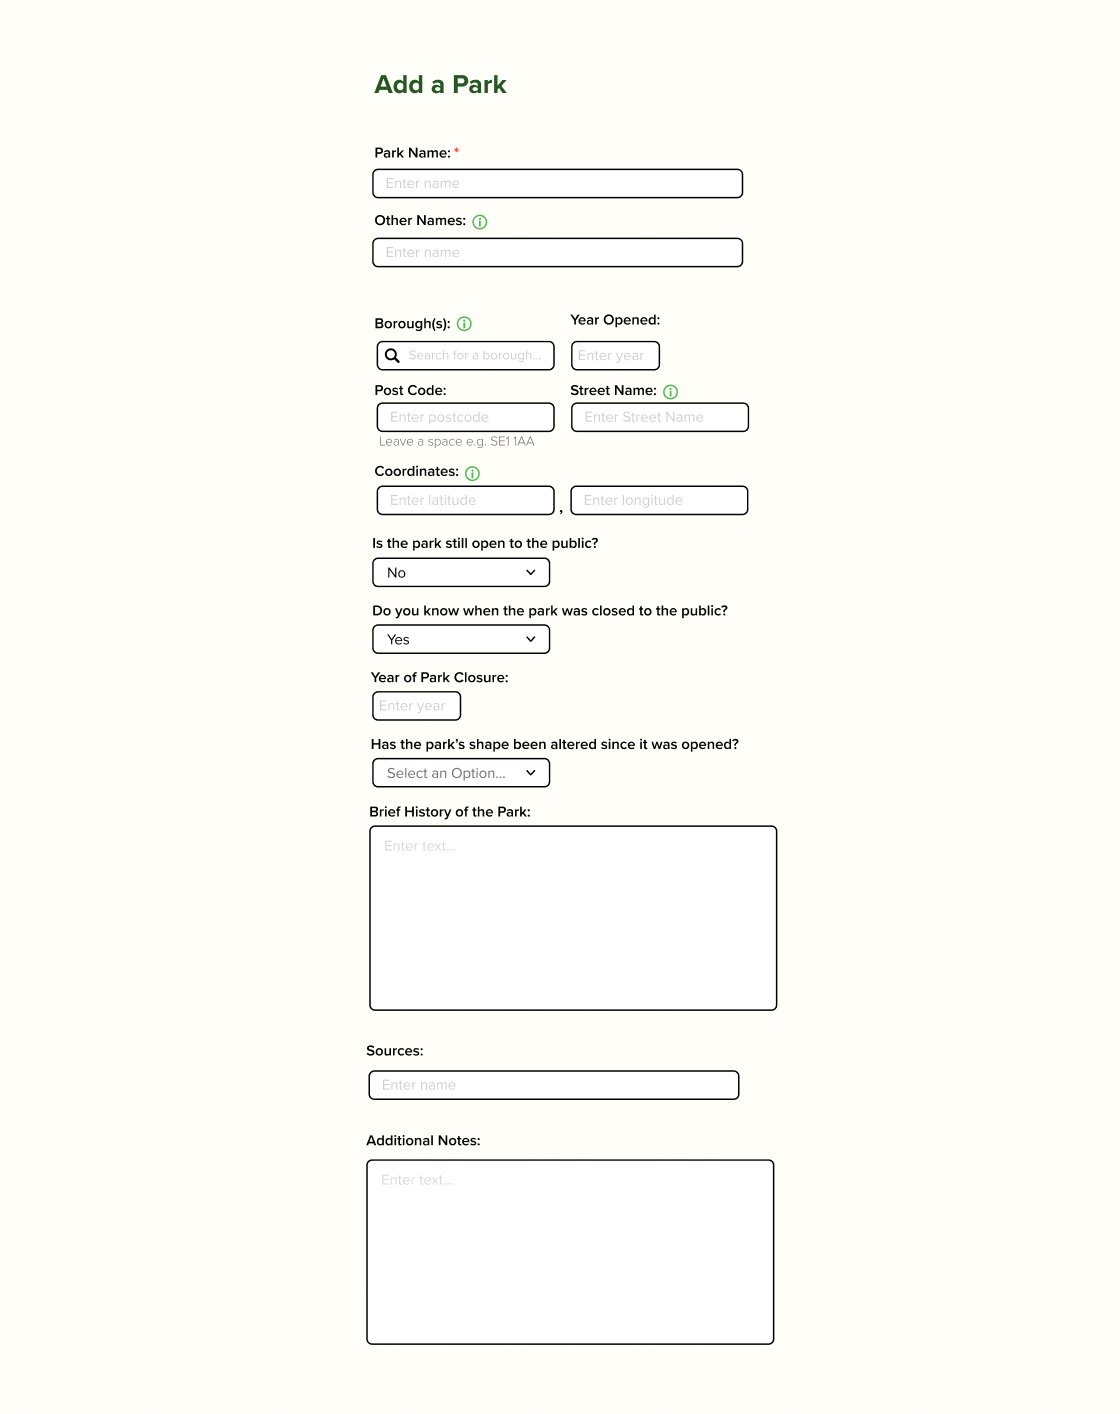 Add a Park
Park Name: *
Enter name
Other Names:
Enter name
Borough(s):
Year Opened:
Search for a borough...
Enter year
Post Code:
Street Name:
Enter postcode
Enter Street Name
Leave a space e.g. SE1 1AA
Coordinates:
Enter latitude , Enter longitude
Is the park still open to the public?
No
Do you know when the park was closed to the public?
Yes
Year of Park Closure:
Enter year
Has the park’s shape been altered since it was opened?
Select an Option...
Brief History of the Park:
Enter text...
Sources:
Enter name
Additional Notes:
Enter text...